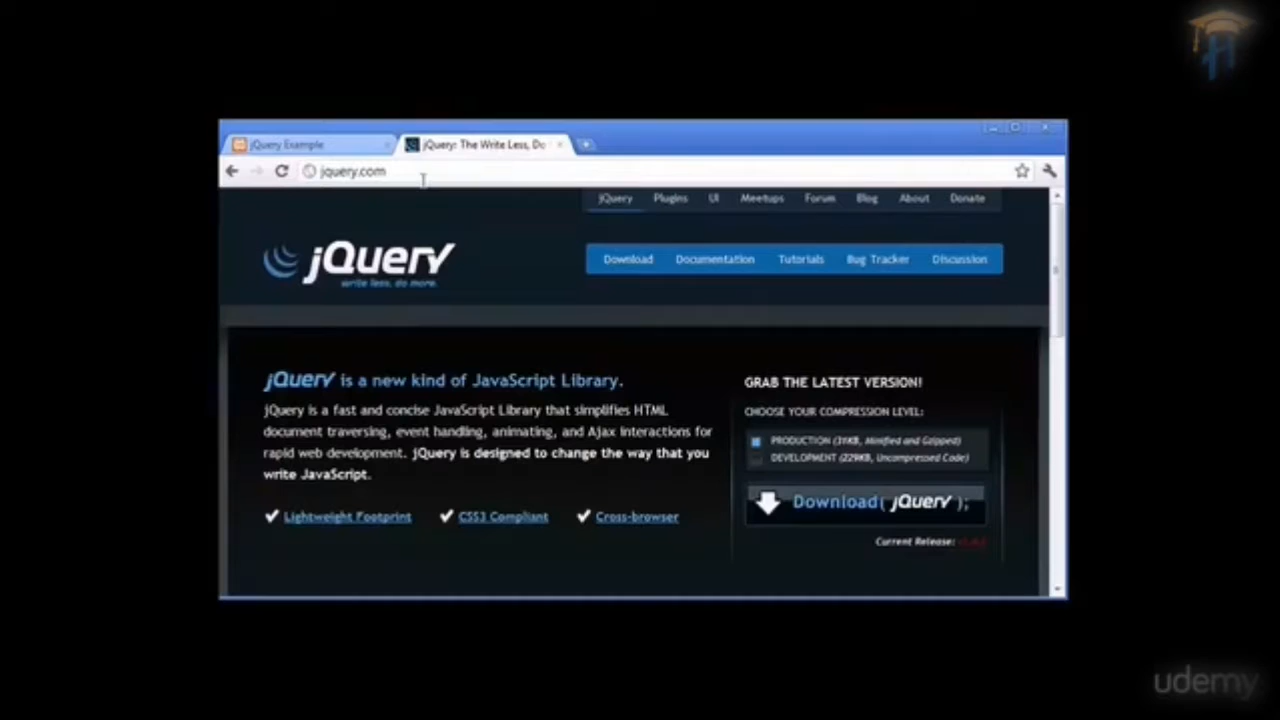 jQuery Example
jQuery: The Write Less, Do
jquery.com
jQuery Plugins UI Meetups Forum Blog About Donate
jQuery
write less, do more.
Download Documentation Tutorials Bug Tracker Discussion
jQuery is a new kind of JavaScript Library.
jQuery is a fast and concise JavaScript Library that simplifies HTML
document traversing, event handling, animating, and Ajax interactions for
rapid web development. jQuery is designed to change the way that you
write JavaScript.
Lightweight Footprint CSS3 Compliant Cross-browser
GRAB THE LATEST VERSION!
CHOOSE YOUR COMPRESSION LEVEL:
PRODUCTION (31KB, Minified and Gzipped)
DEVELOPMENT (229KB, Uncompressed Code)
Download( jQuery );
Current Release:
udemy